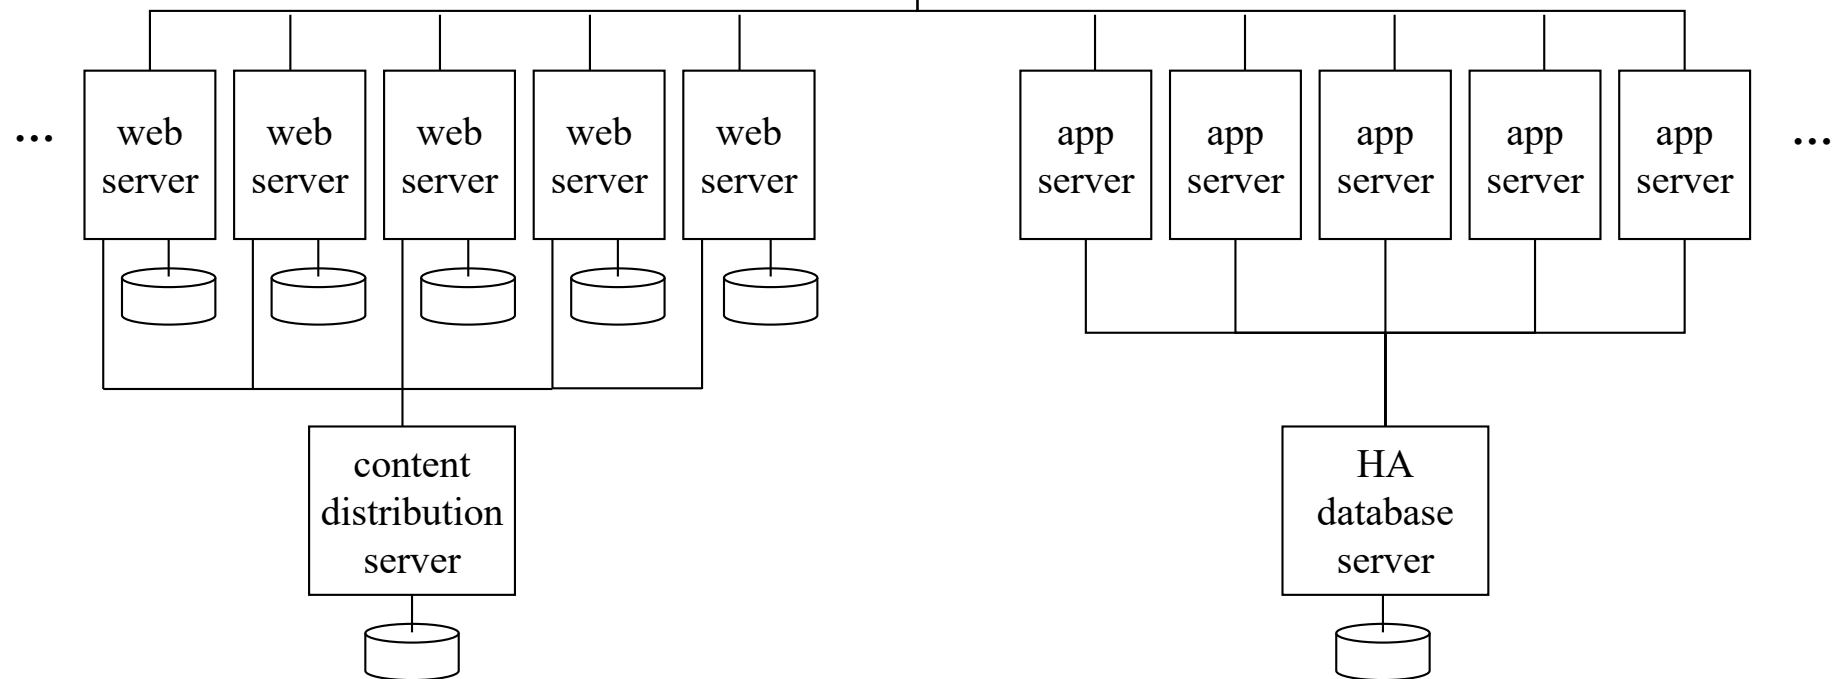 ...
web
server
web
server
web
server
web
server
web
server
app
server
app
server
app
server
app
server
app
server
...
content
distribution
server
HA
database
server